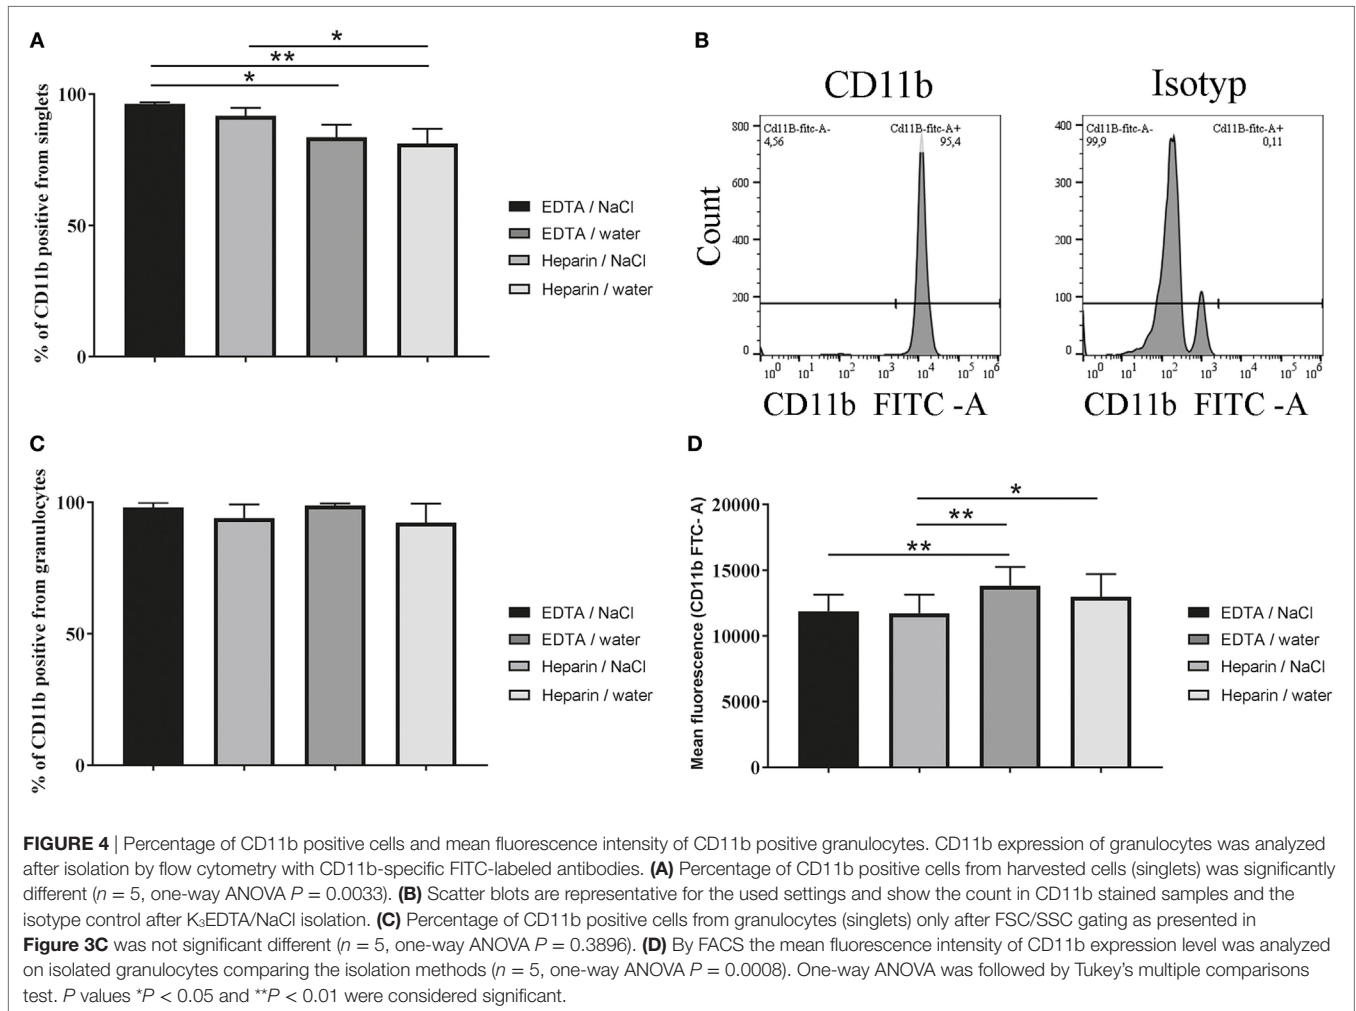 A
*
**
*
% of CD11b positive from singlets
100
50
0
EDTA / NaCl
EDTA / water
Heparin / NaCl
Heparin / water
B
CD11b
Isotyp
Cd11B-fitc-A-
4,56
Cd11B-fitc-A+
95,4
800
600
400
200
0
Count
10^0 10^1 10^2 10^3 10^4 10^5 10^6
CD11b FITC -A
Cd11B-fitc-A-
99,9
Cd11B-fitc-A+
0,11
400
300
200
100
0
10^0 10^1 10^2 10^3 10^4 10^5 10^6
CD11b FITC -A
C
% of CD11b positive from granulocytes
100
50
0
EDTA / NaCl
EDTA / water
Heparin / NaCl
Heparin / water
D
*
**
**
Mean fluorescence (CD11b FTC- A)
20000
15000
10000
5000
0
EDTA / NaCl
EDTA / water
Heparin / NaCl
Heparin / water
FIGURE 4 | Percentage of CD11b positive cells and mean fluorescence intensity of CD11b positive granulocytes. CD11b expression of granulocytes was analyzed
after isolation by flow cytometry with CD11b-specific FITC-labeled antibodies. (A) Percentage of CD11b positive cells from harvested cells (singlets) was significantly
different (n = 5, one-way ANOVA P = 0.0033). (B) Scatter blots are representative for the used settings and show the count in CD11b stained samples and the
isotype control after K₃EDTA/NaCl isolation. (C) Percentage of CD11b positive cells from granulocytes (singlets) only after FSC/SSC gating as presented in
Figure 3C was not significant different (n = 5, one-way ANOVA P = 0.3896). (D) By FACS the mean fluorescence intensity of CD11b expression level was analyzed
on isolated granulocytes comparing the isolation methods (n = 5, one-way ANOVA P = 0.0008). One-way ANOVA was followed by Tukey's multiple comparisons
test. P values *P < 0.05 and **P < 0.01 were considered significant.